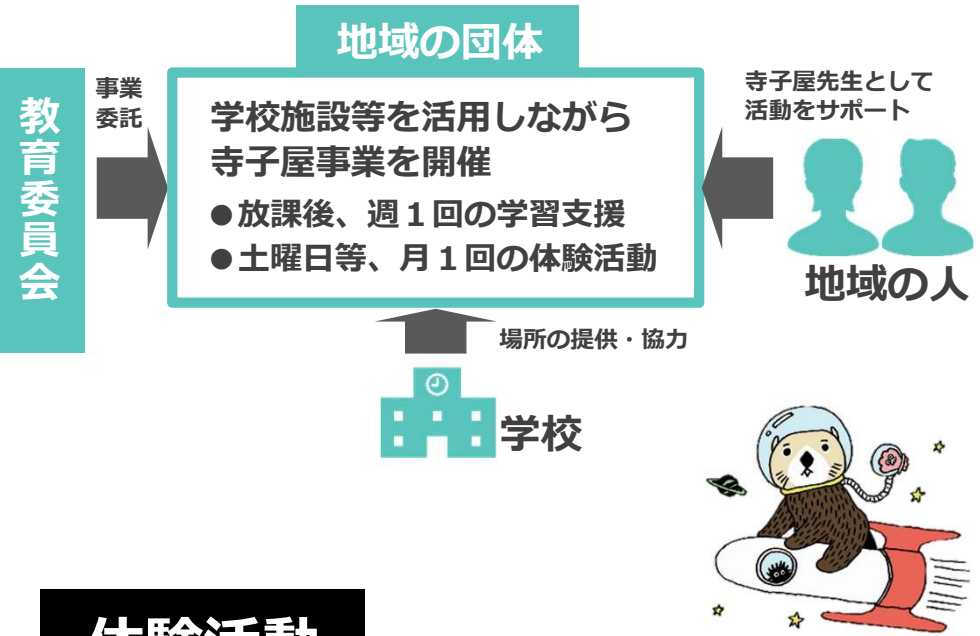 地域の団体
教育委員会
事業
委託
学校施設等を活用しながら
寺子屋事業を開催
●放課後、週１回の学習支援
●土曜日等、月１回の体験活動
寺子屋先生として
活動をサポート
地域の人
場所の提供・協力
学校
体験活動